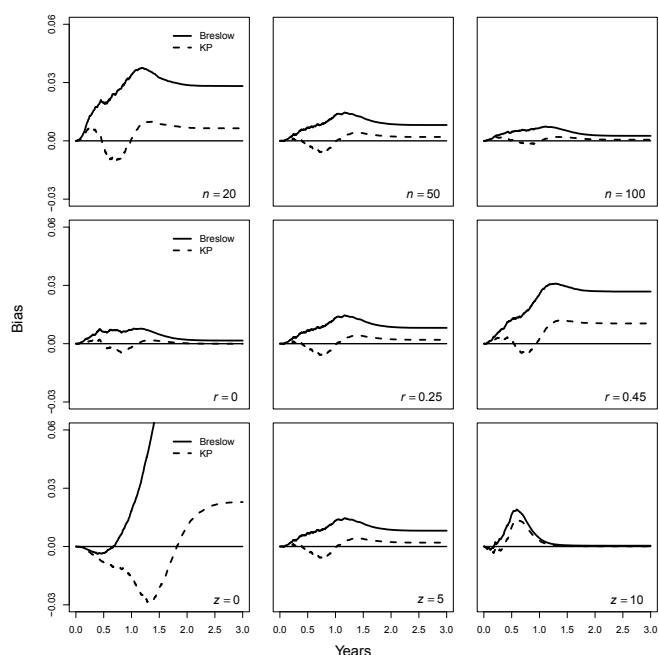 0.06
0.03
0.00
−0.03
Breslow
KP
n = 20
n = 50
n = 100
0.06
0.03
0.00
−0.03
Breslow
KP
r = 0
r = 0.25
r = 0.45
Bias
0.06
0.03
0.00
−0.03
Breslow
KP
z = 0
z = 5
z = 10
0.0 0.5 1.0 1.5 2.0 2.5 3.0
0.0 0.5 1.0 1.5 2.0 2.5 3.0
0.0 0.5 1.0 1.5 2.0 2.5 3.0
Years